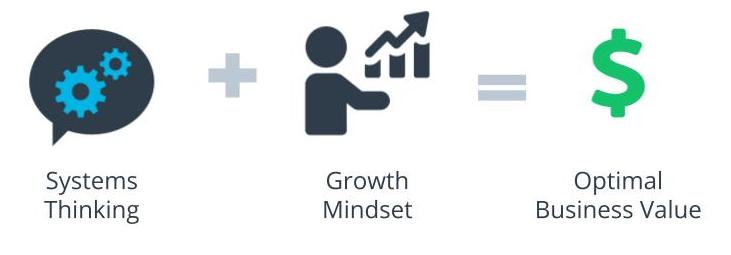 Systems
Thinking
Growth
Mindset
Optimal
Business Value